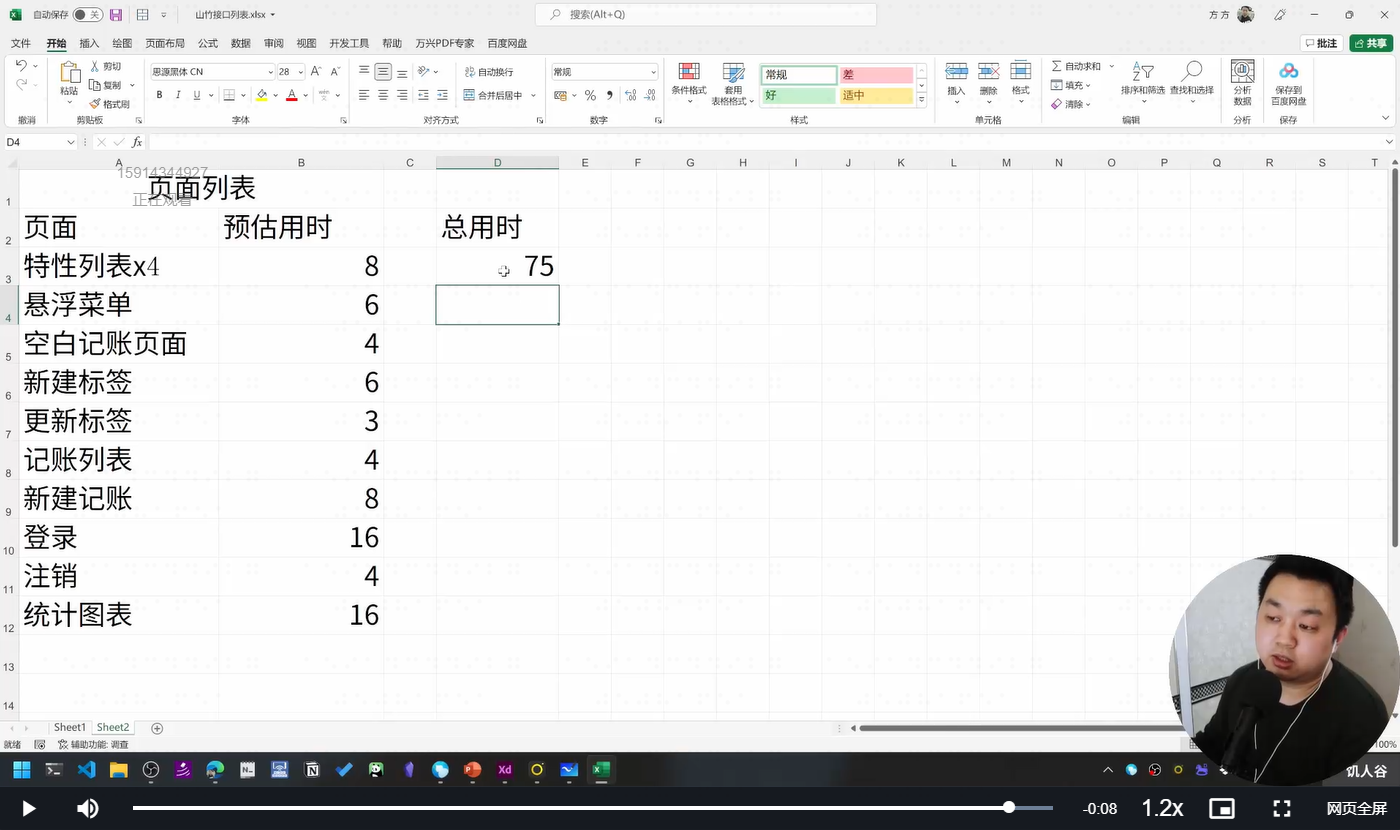 自动保存 关 山竹接口列表.xlsx 搜索(Alt+Q) 方方
文件 开始 插入 绘图 页面布局 公式 数据 审阅 视图 开发工具 帮助 万兴PDF专家 百度网盘 批注 共享
粘贴 剪切 复制 格式刷 思源黑体 CN 28 自动换行 合并后居中 常规 条件格式 套用 表格格式 常规 差 好 适中 插入 删除 格式 自动求和 填充 清除 排序和筛选 查找和选择 分析 数据 保存到 百度网盘
撤消 剪贴板 字体 对齐方式 数字 样式 单元格 编辑 分析 保存
D4 fx
A B C D E F G H I J K L M N O P Q R S T
15914344927
正在观看
1 页面列表
2 页面 预估用时 总用时
3 特性列表x4 8 75
4 悬浮菜单 6
5 空白记账页面 4
6 新建标签 6
7 更新标签 3
8 记账列表 4
9 新建记账 8
10 登录 16
11 注销 4
12 统计图表 16
13
14
Sheet1 Sheet2
就绪 辅助功能: 调查 100%
饥人谷
-0:08 1.2x 网页全屏